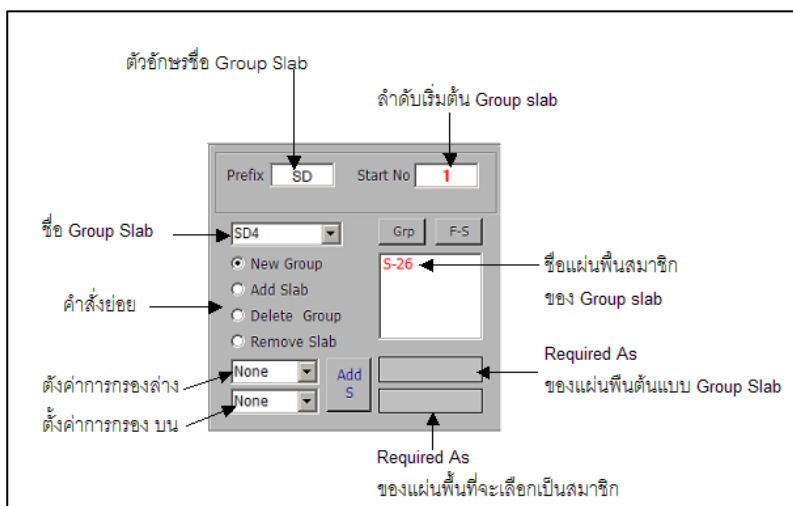 ตัวอักษรชื่อ Group Slab
ลำดับเริ่มต้น Group slab
Prefix SD Start No 1
ชื่อ Group Slab
SD4 Grp F-S
New Group
S-26
ชื่อแผ่นพื้นสมาชิก
ของ Group slab
Add Slab
คำสั่งย่อย
Delete Group
Remove Slab
ตังค่าการกรองล่าง
None
Add S
Required As
ของแผ่นพื้นต้นแบบ Group Slab
ตั้งค่าการกรอง บน
None
Required As
ของแผ่นพื้นที่จะเลือกเป็นสมาชิก